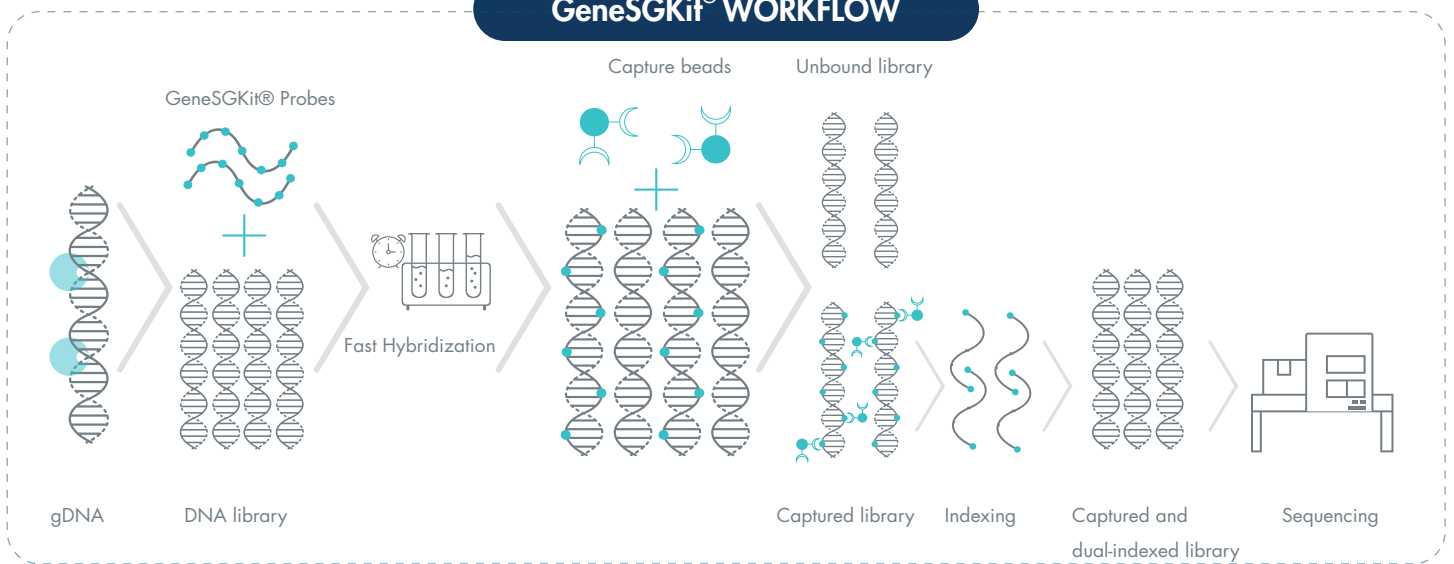 GeneSGKit® WORKFLOW
Capture beads
Unbound library
GeneSGKit® Probes
Fast Hybridization
gDNA
DNA library
Captured library
Indexing
Captured and
dual-indexed library
Sequencing